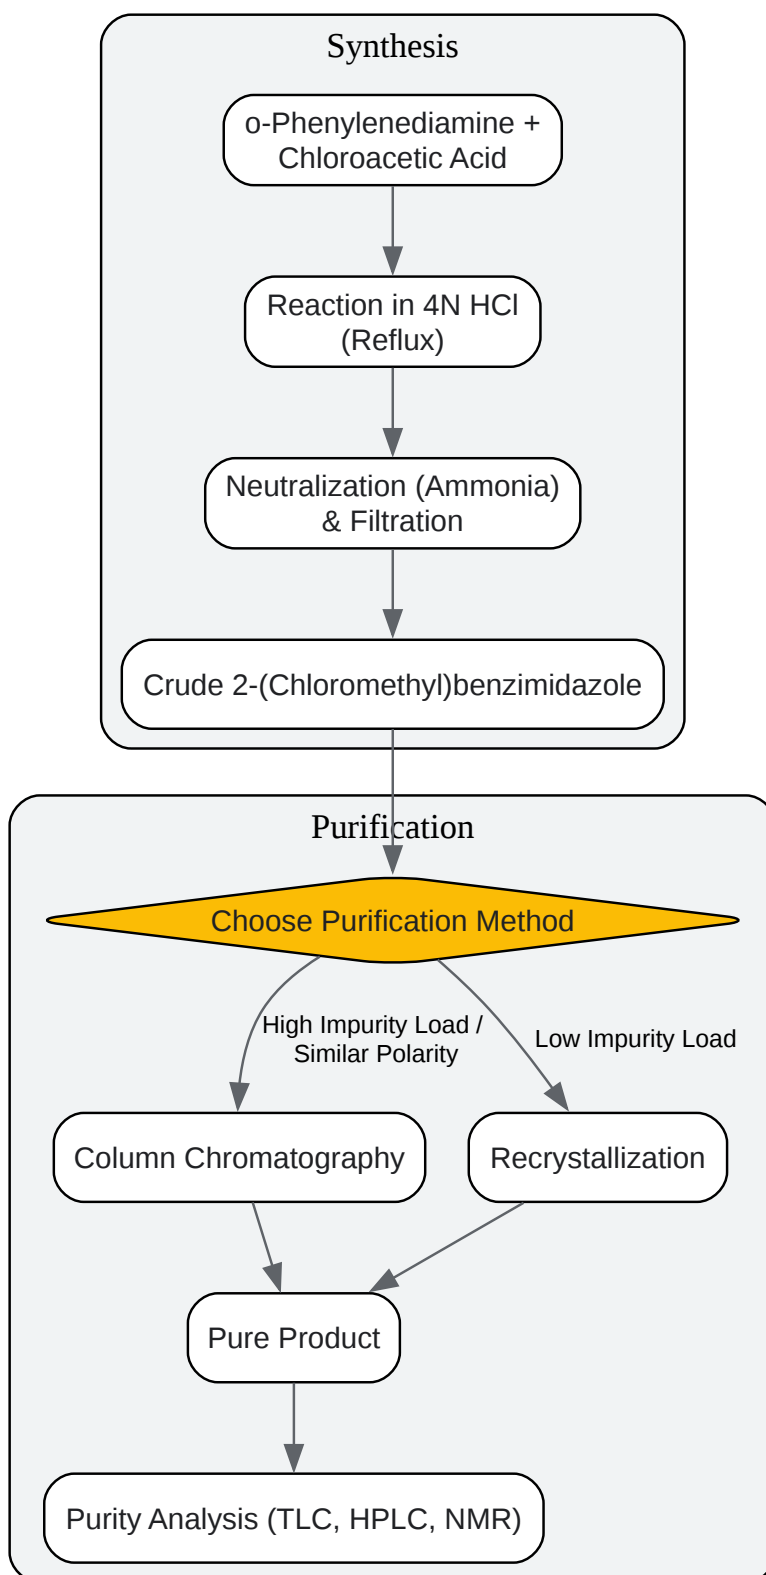 Synthesis
o-Phenylenediamine +
Chloroacetic Acid
Reaction in 4N HCl
(Reflux)
Neutralization (Ammonia)
& Filtration
Crude 2-(Chloromethyl)benzimidazole
Purification
Choose Purification Method
High Impurity Load /
Similar Polarity
Low Impurity Load
Column Chromatography
Recrystallization
Pure Product
Purity Analysis (TLC, HPLC, NMR)